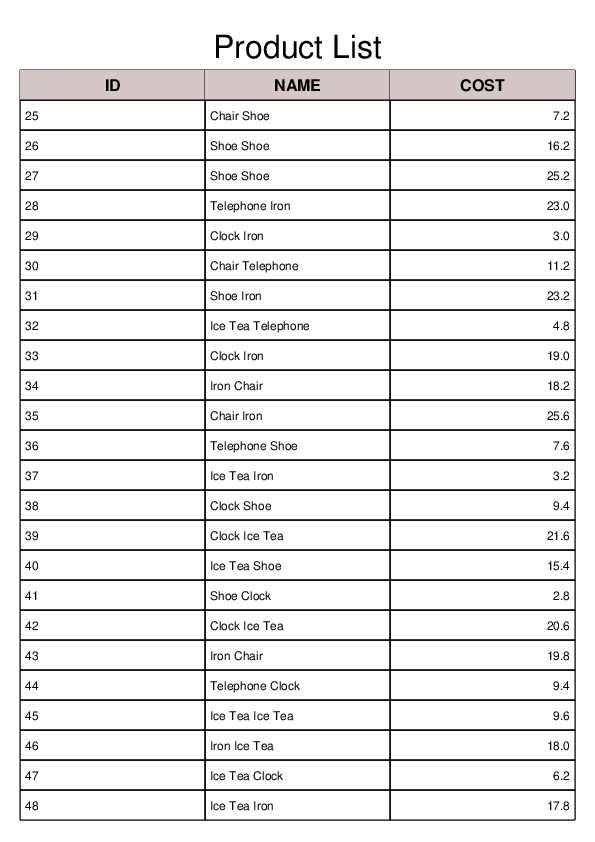 Product List
ID NAME COST
25 Chair Shoe 7.2
26 Shoe Shoe 16.2
27 Shoe Shoe 25.2
28 Telephone Iron 23.0
29 Clock Iron 3.0
30 Chair Telephone 11.2
31 Shoe Iron 23.2
32 Ice Tea Telephone 4.8
33 Clock Iron 19.0
34 Iron Chair 18.2
35 Chair Iron 25.6
36 Telephone Shoe 7.6
37 Ice Tea Iron 3.2
38 Clock Shoe 9.4
39 Clock Ice Tea 21.6
40 Ice Tea Shoe 15.4
41 Shoe Clock 2.8
42 Clock Ice Tea 20.6
43 Iron Chair 19.8
44 Telephone Clock 9.4
45 Ice Tea Ice Tea 9.6
46 Iron Ice Tea 18.0
47 Ice Tea Clock 6.2
48 Ice Tea Iron 17.8